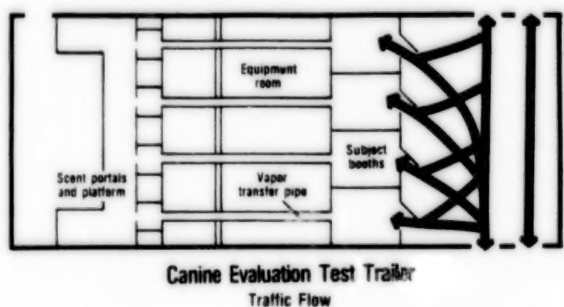 Equipment
room
Scent portals
and platform
Vapor
transfer pipe
Subject
booths
Canine Evaluation Test Trailer
Traffic Flow